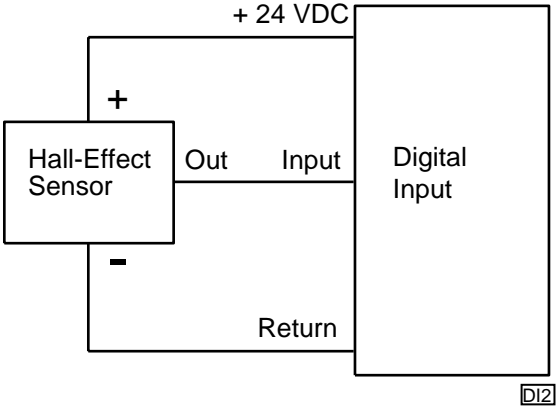 + 24 VDC
+
Hall-Effect
Sensor
Out
Input
Digital
Input
-
Return
DI2